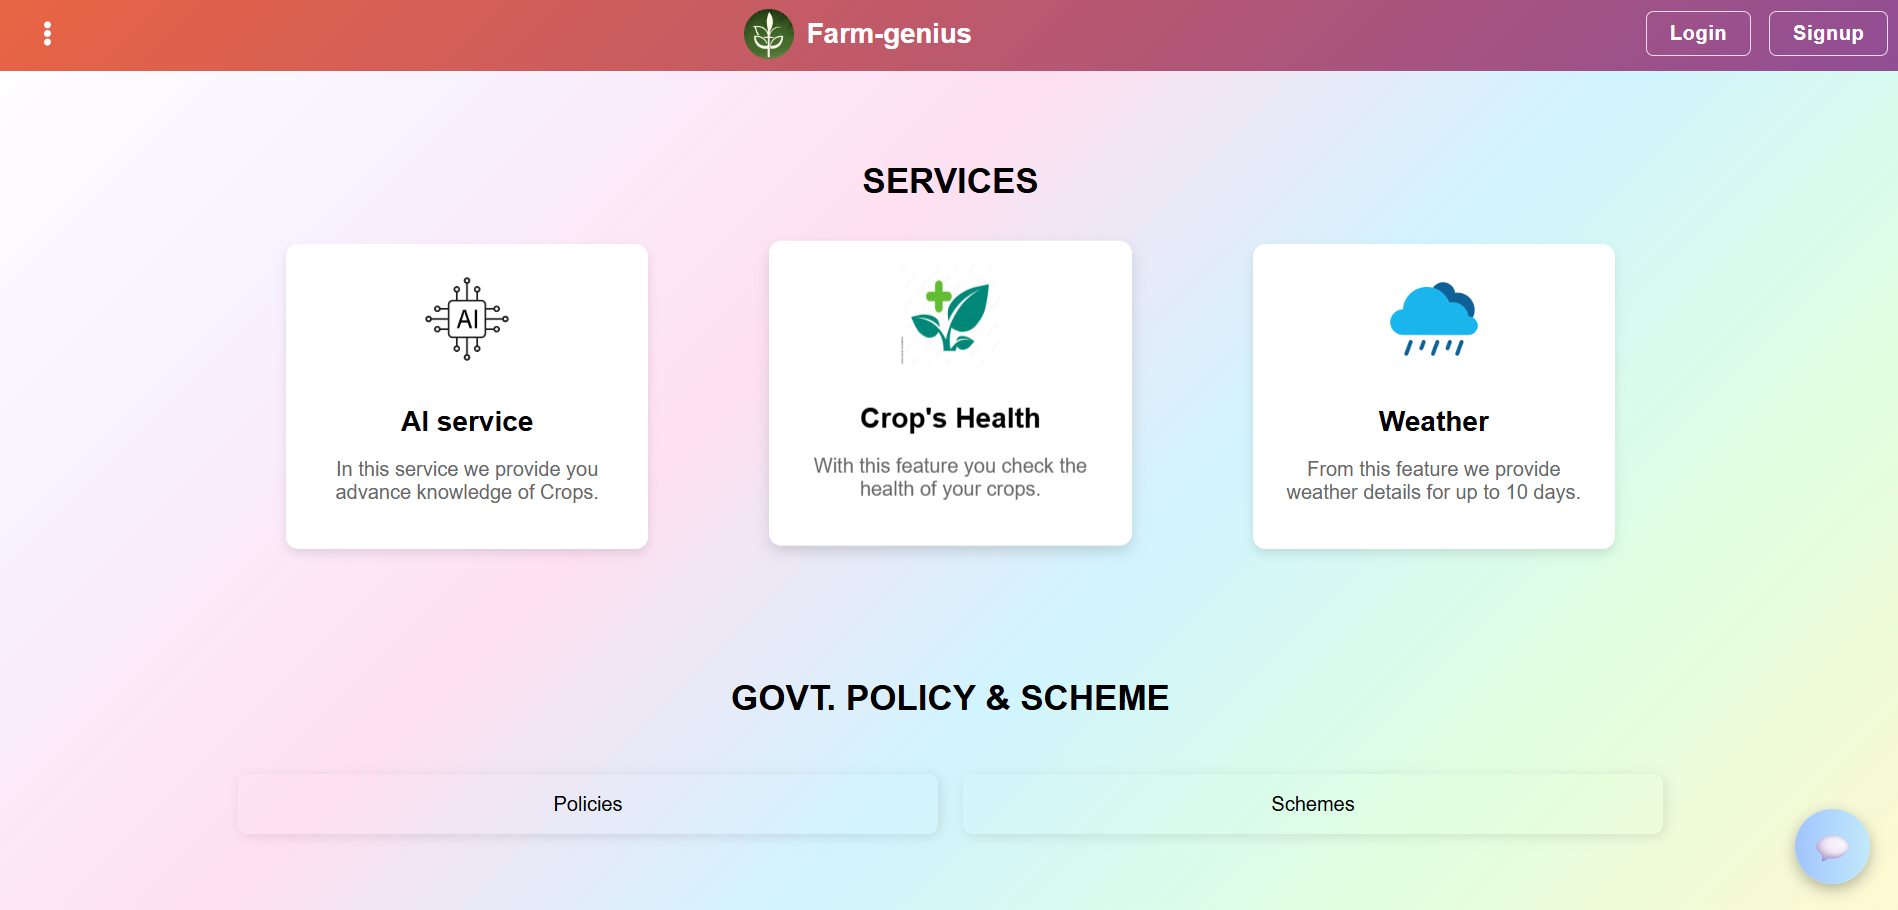 Farm-genius
Login
Signup
SERVICES
AI
AI service
In this service we provide you
advance knowledge of Crops.
Crop's Health
With this feature you check the
health of your crops.
Weather
From this feature we provide
weather details for up to 10 days.
GOVT. POLICY & SCHEME
Policies
Schemes